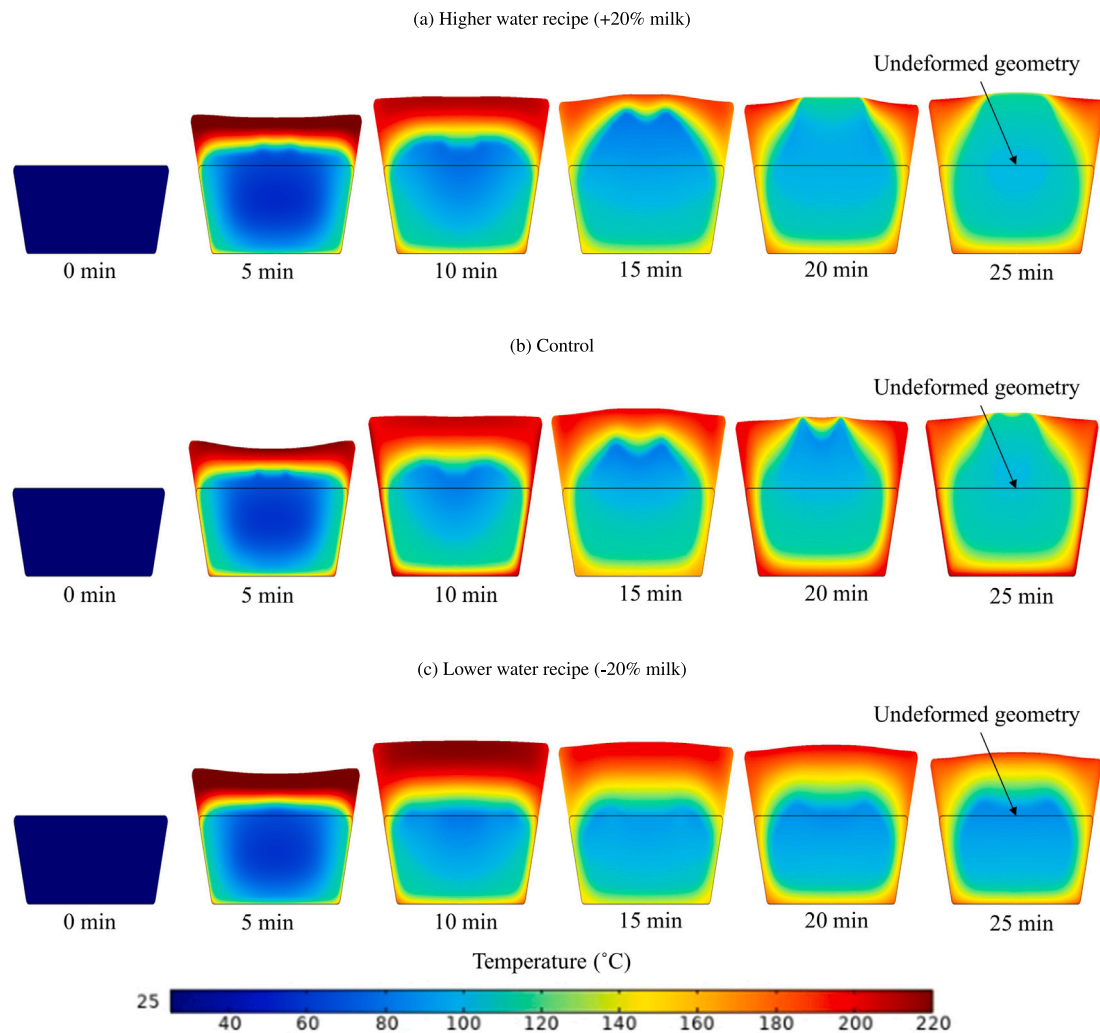 (a) Higher water recipe (+20% milk)
Undeformed geometry
0 min
5 min
10 min
15 min
20 min
25 min
(b) Control
Undeformed geometry
0 min
5 min
10 min
15 min
20 min
25 min
(c) Lower water recipe (-20% milk)
Undeformed geometry
0 min
5 min
10 min
15 min
20 min
25 min
Temperature (˚C)
25
40
60
80
100
120
140
160
180
200
220